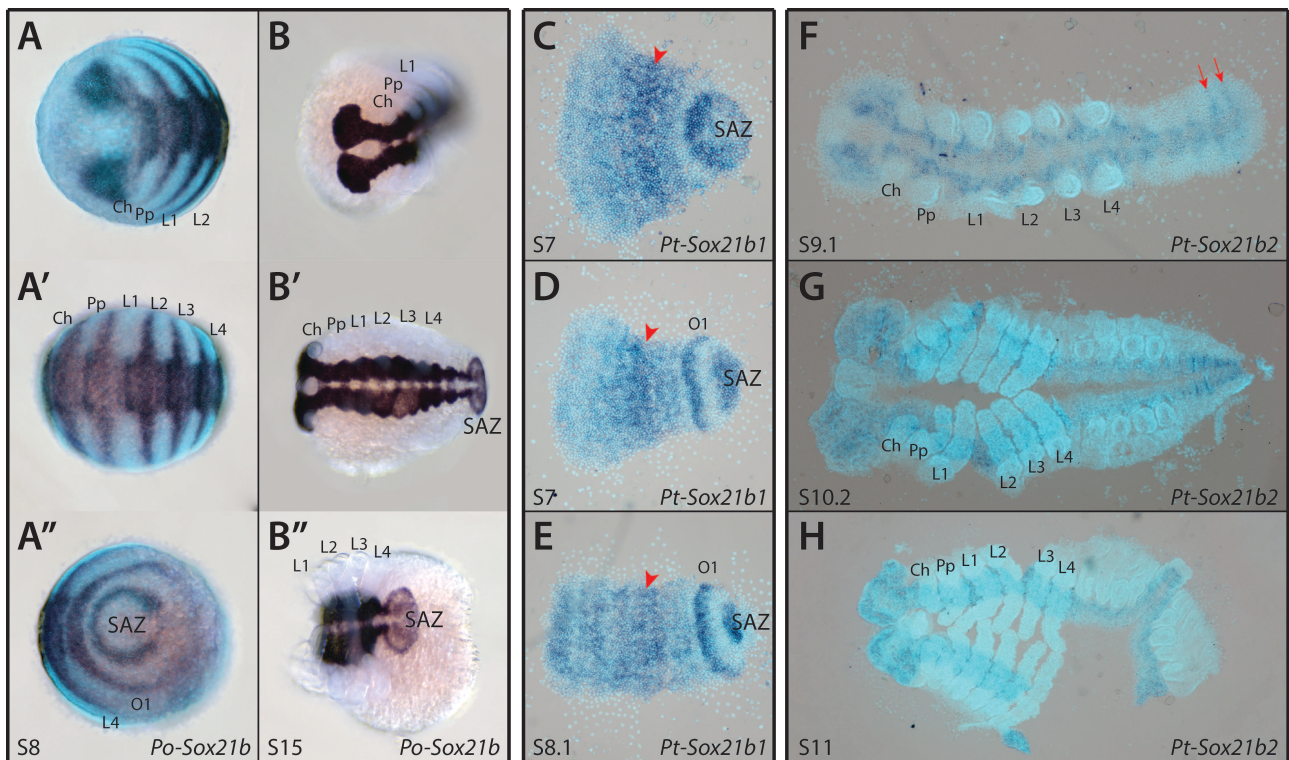 A
Ch Pp L1 L2
B
L1
Pp
Ch
A′
Ch Pp L1 L2 L3 L4
B′
Ch Pp L1 L2 L3 L4
SAZ
A″
SAZ
O1
L4
S8 Po-Sox21b
B″
L1 L2 L3 L4
SAZ
S15 Po-Sox21b
C
SAZ
S7 Pt-Sox21b1
D
O1
SAZ
S7 Pt-Sox21b1
E
O1
SAZ
S8.1 Pt-Sox21b1
F
Ch
Pp L1 L2 L3 L4
S9.1 Pt-Sox21b2
G
Ch Pp L1 L2 L3 L4
S10.2 Pt-Sox21b2
H
Ch Pp L1 L2 L3 L4
S11 Pt-Sox21b2